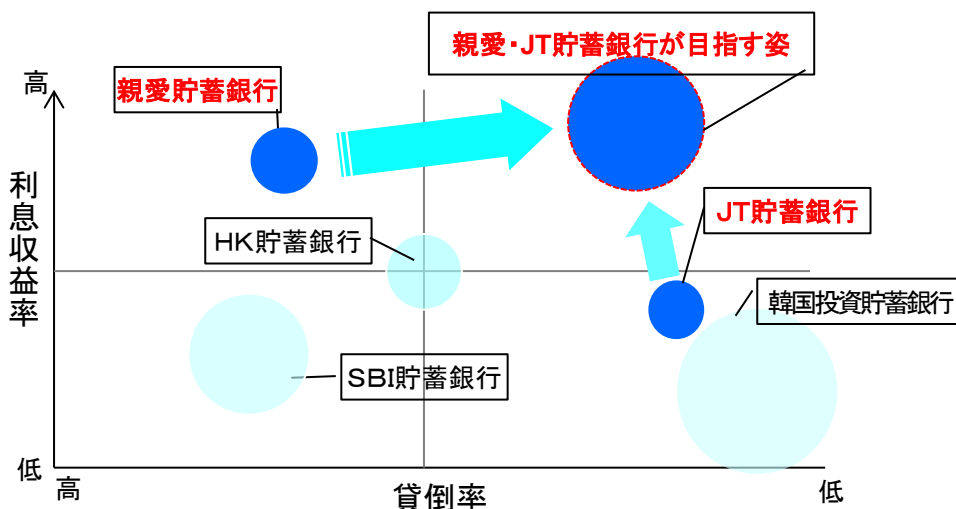 親愛・JT貯蓄銀行が目指す姿
高
親愛貯蓄銀行
利息収益率
JT貯蓄銀行
HK貯蓄銀行
韓国投資貯蓄銀行
SBI貯蓄銀行
低
高
貸倒率
低